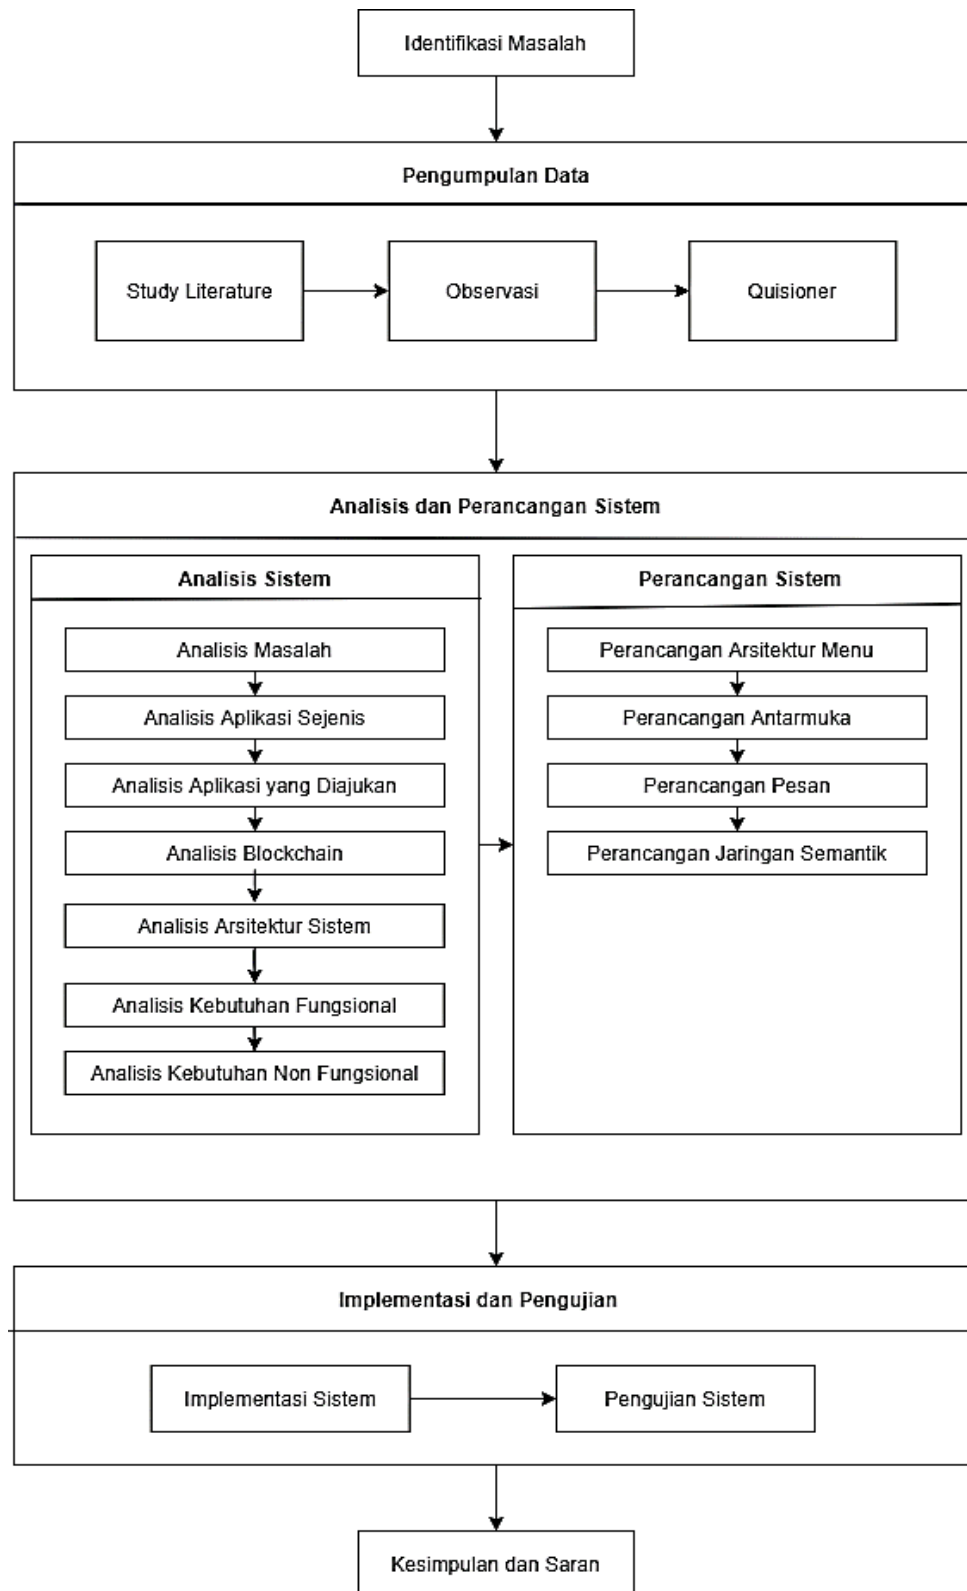 Identifikasi Masalah
Pengumpulan Data
Study Literature
Observasi
Quisioner
Analisis dan Perancangan Sistem
Analisis Sistem
Analisis Masalah
Analisis Aplikasi Sejenis
Analisis Aplikasi yang Diajukan
Analisis Blockchain
Analisis Arsitektur Sistem
Analisis Kebutuhan Fungsional
Analisis Kebutuhan Non Fungsional
Perancangan Sistem
Perancangan Arsitektur Menu
Perancangan Antarmuka
Perancangan Pesan
Perancangan Jaringan Semantik
Implementasi dan Pengujian
Implementasi Sistem
Pengujian Sistem
Kesimpulan dan Saran